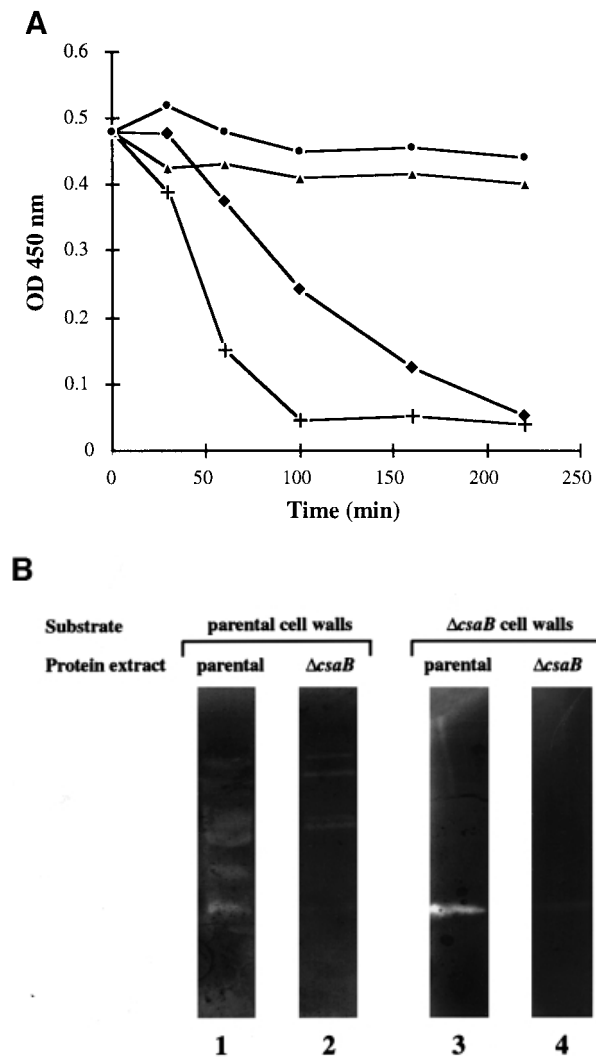 A
0.6
0.5
0.4
0.3
0.2
0.1
0
OD 450 nm
0 50 100 150 200 250
Time (min)
B
Substrate parental cell walls ΔcsaB cell walls
Protein extract parental ΔcsaB parental ΔcsaB
1 2 3 4